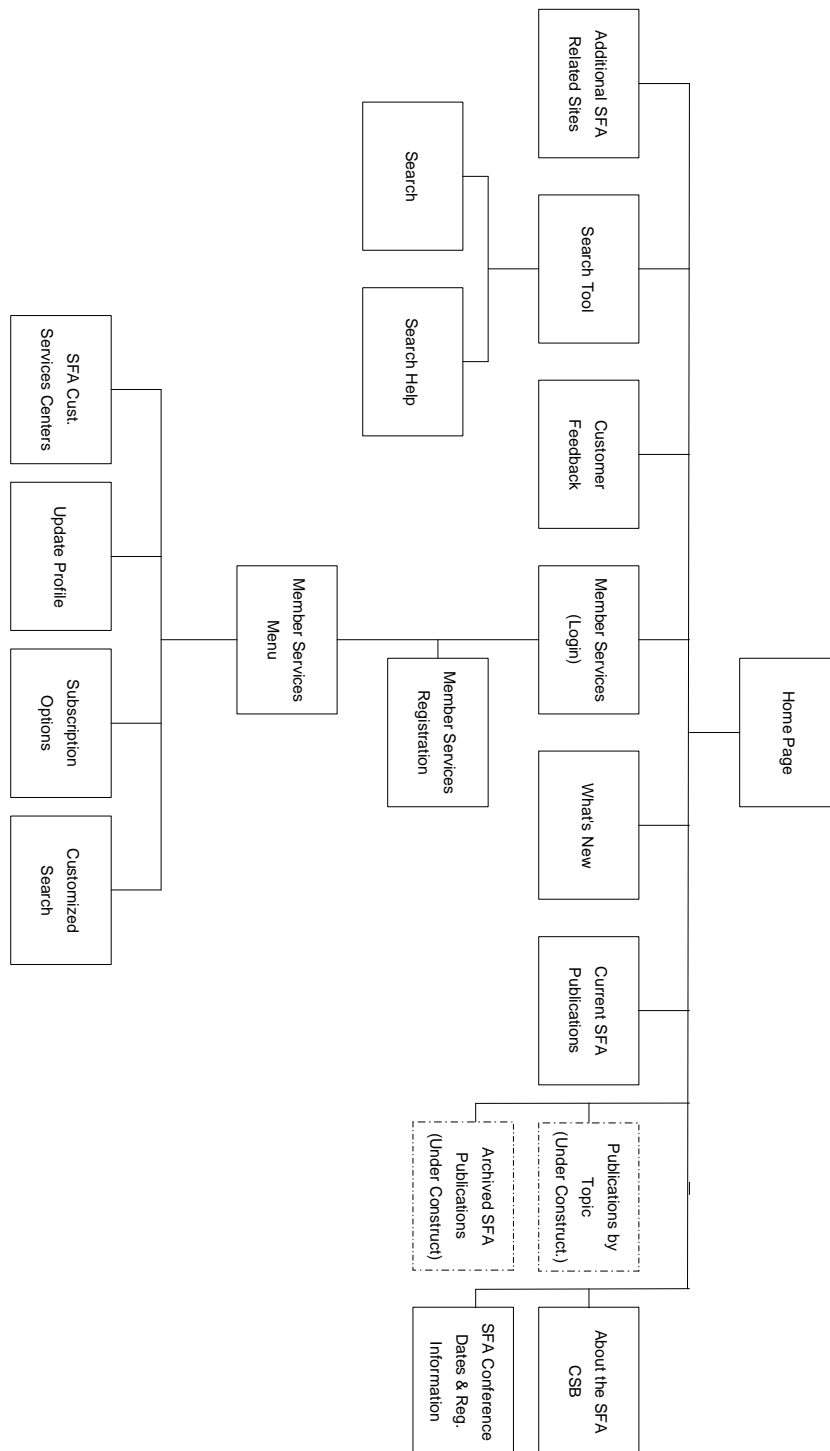 Home Page
Additional SFA
Related Sites
Search Tool
Customer
Feedback
Member Services
(Login)
What's New
Current SFA
Publications
Publications by
Topic
(Under Construct.)
About the SFA
CSB
Archived SFA
Publications
(Under Construct)
SFA Conference
Dates & Reg.
Information
Search
Search Help
Member Services
Registration
Member Services
Menu
SFA Cust.
Services Centers
Update Profile
Subscription
Options
Customized
Search